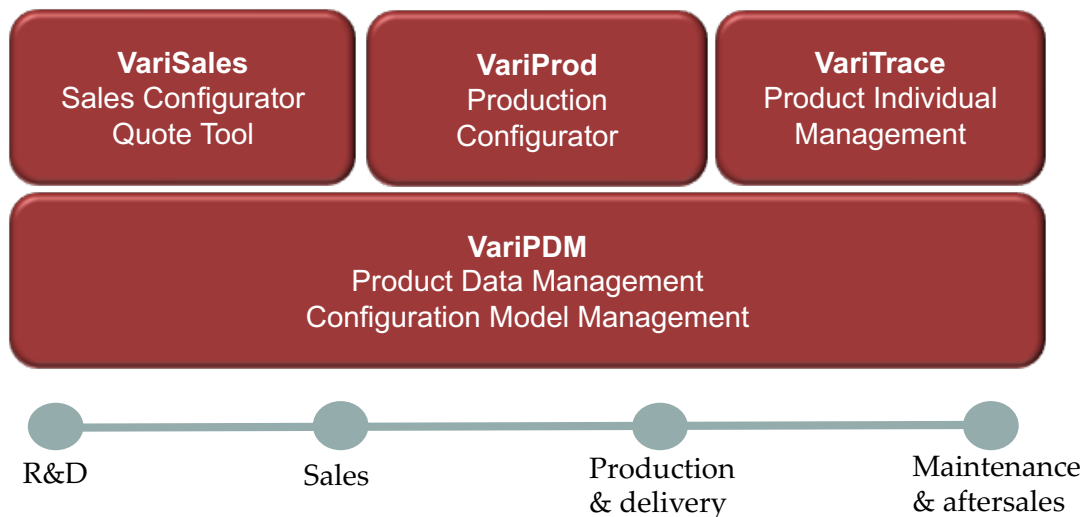 VariSales
Sales Configurator
Quote Tool
VariProd
Production
Configurator
VariTrace
Product Individual
Management
VariPDM
Product Data Management
Configuration Model Management
R&D
Sales
Production
& delivery
Maintenance
& aftersales